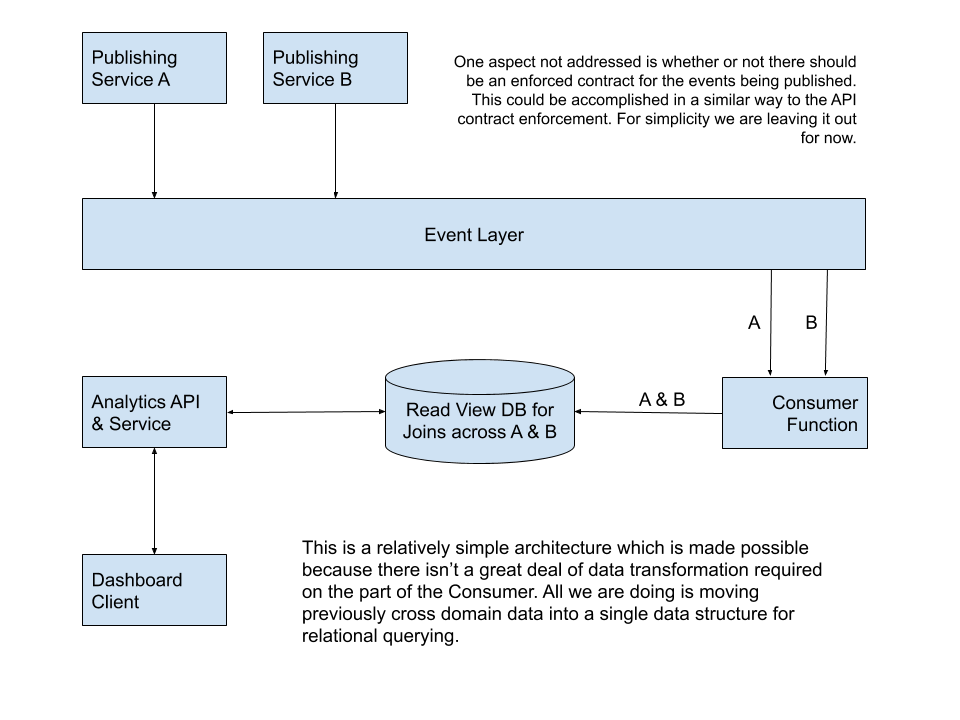 Publishing
Service A
Publishing
Service B
One aspect not addressed is whether or not there should
be an enforced contract for the events being published.
This could be accomplished in a similar way to the API
contract enforcement. For simplicity we are leaving it out
for now.
Event Layer
A
B
Analytics API
& Service
Read View DB for
Joins across A & B
A & B
Consumer
Function
Dashboard
Client
This is a relatively simple architecture which is made possible
because there isn’t a great deal of data transformation required
on the part of the Consumer. All we are doing is moving
previously cross domain data into a single data structure for
relational querying.